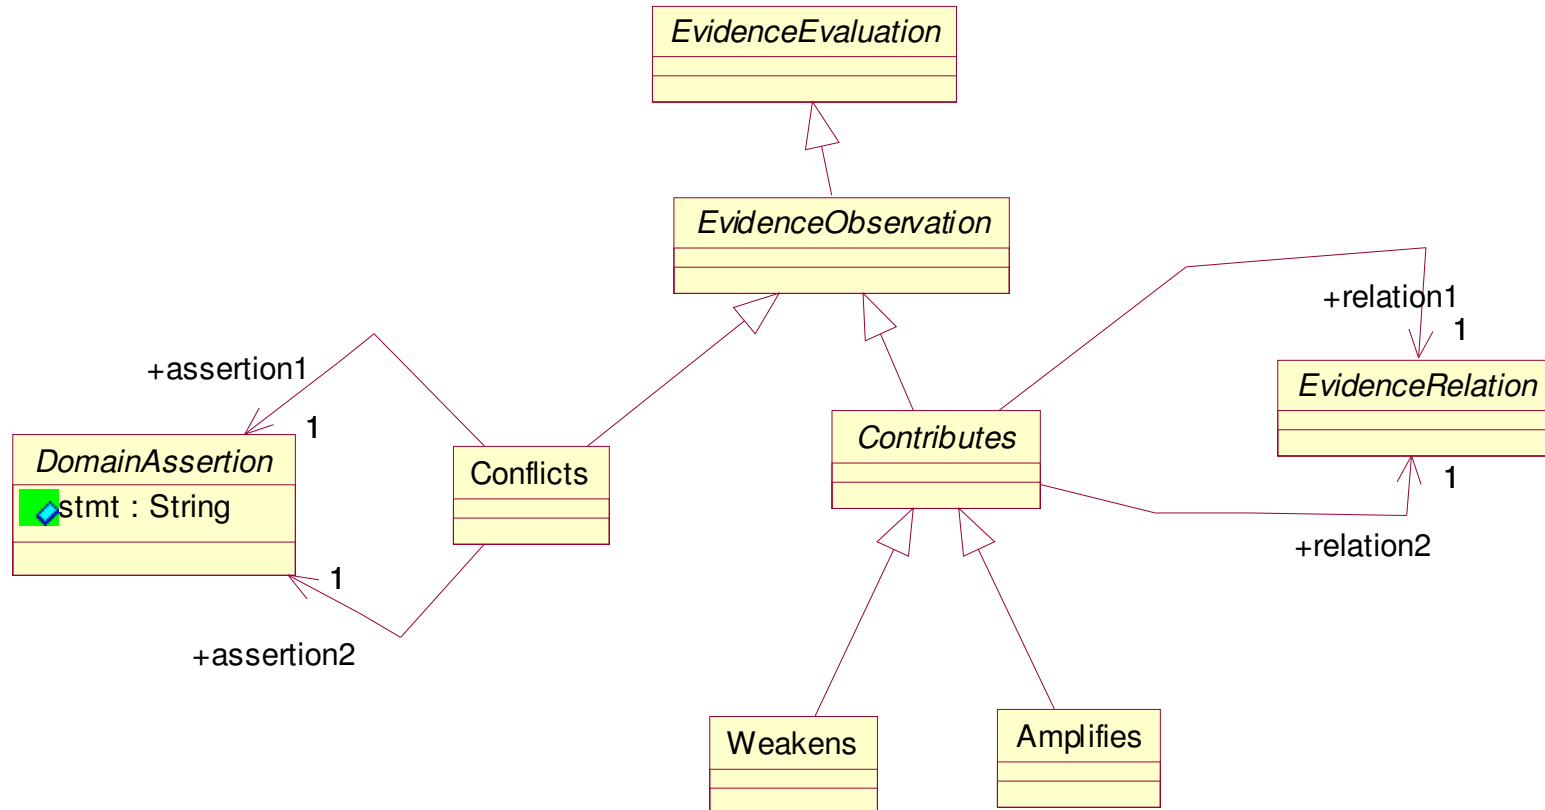 EvidenceEvaluation
EvidenceObservation
+relation1
1
+assertion1
1
EvidenceRelation
DomainAssertion
stmt : String
Conflicts
Contributes
1
+relation2
1
+assertion2
Weakens
Amplifies